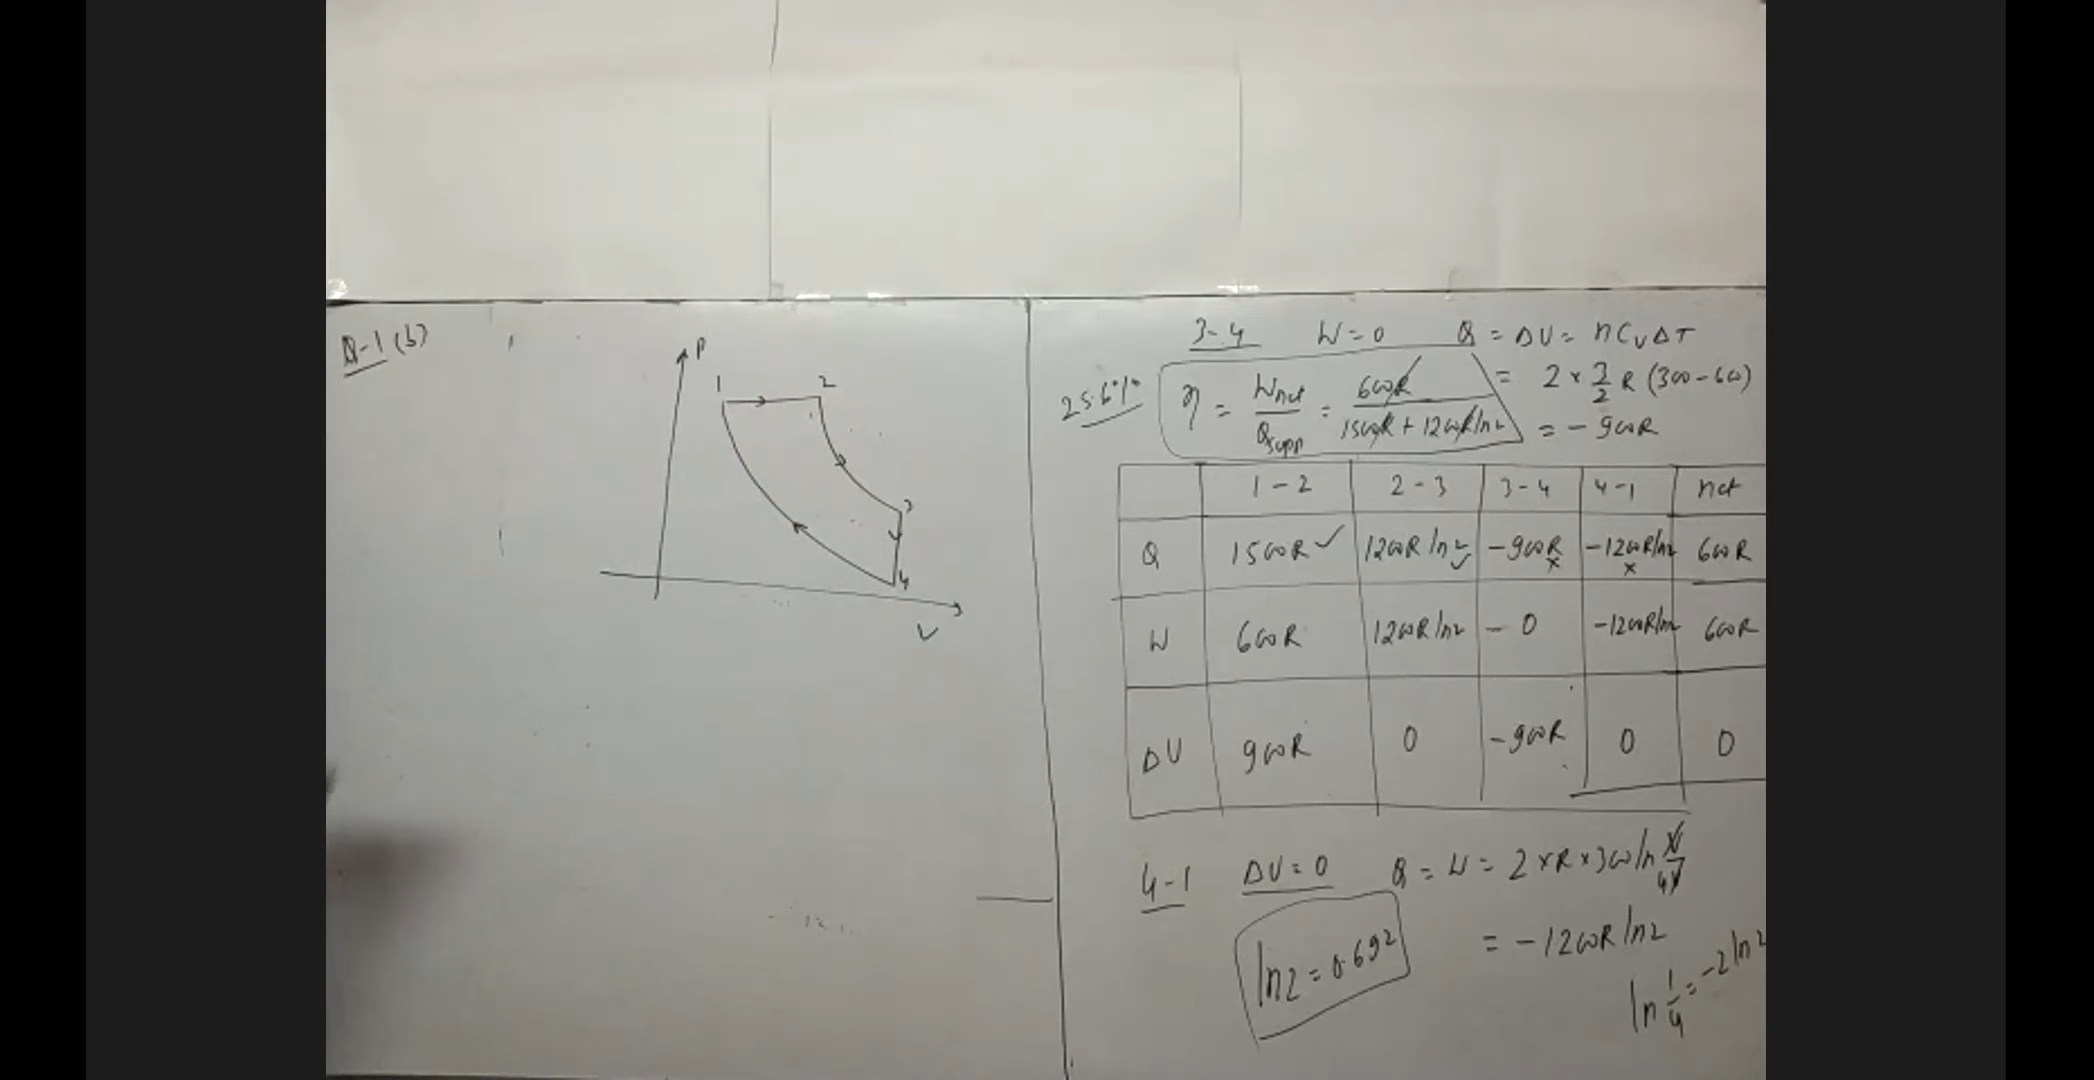 Q-1 (b)
P
1
2
3
4
V
3-4 W=0 Q = ΔU = nCvΔT
= 2 × 3/2 R (300-600)
= - 900R
25.6%
η = Wnet/Qsupp = 600R/1500R + 1200R ln2
1-2 2-3 3-4 4-1 net
Q 1500R ✓ 1200R ln2 ✓ -900R × -1200R ln2 × 600R
W 600R 1200R ln2 - 0 -1200R ln2 600R
ΔU 900R 0 -900R 0 0
4-1 ΔU=0 Q = W = 2×R×300 ln V/4V
= -1200R ln2
ln2 = 0.692
ln 1/4 = -2 ln2